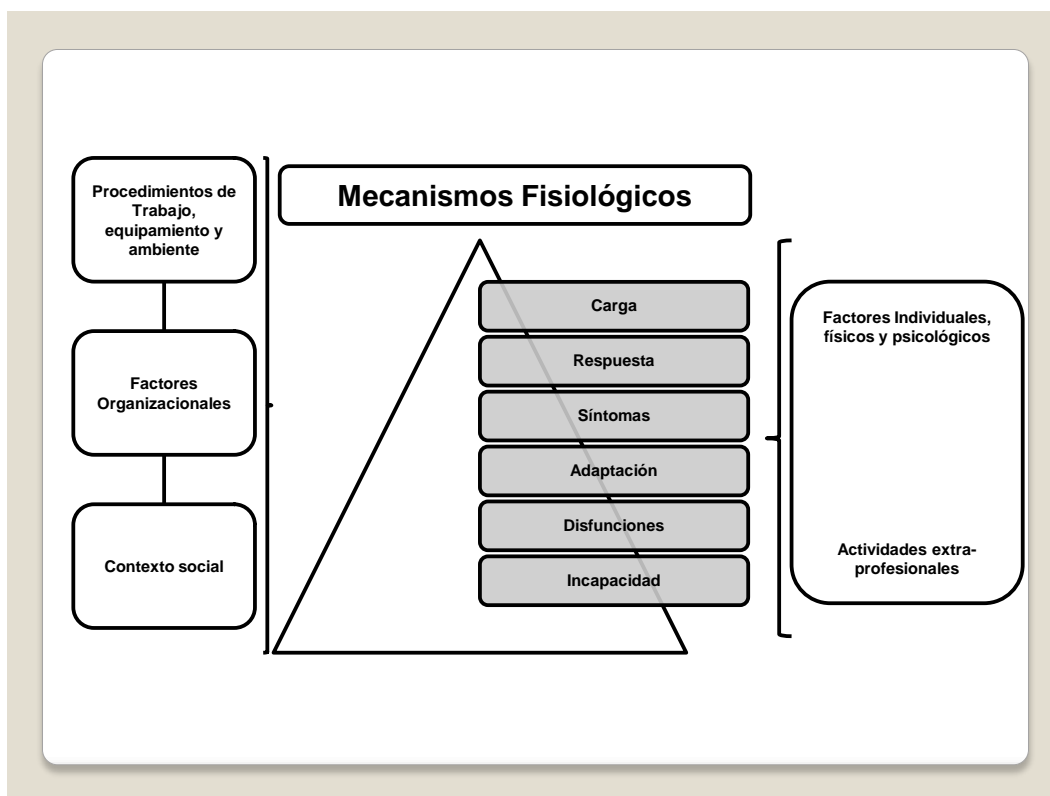 Procedimientos de
Trabajo,
equipamiento y
ambiente
Factores
Organizacionales
Contexto social
Mecanismos Fisiológicos
Carga
Respuesta
Síntomas
Adaptación
Disfunciones
Incapacidad
Factores Individuales,
físicos y psicológicos
Actividades extra-
profesionales